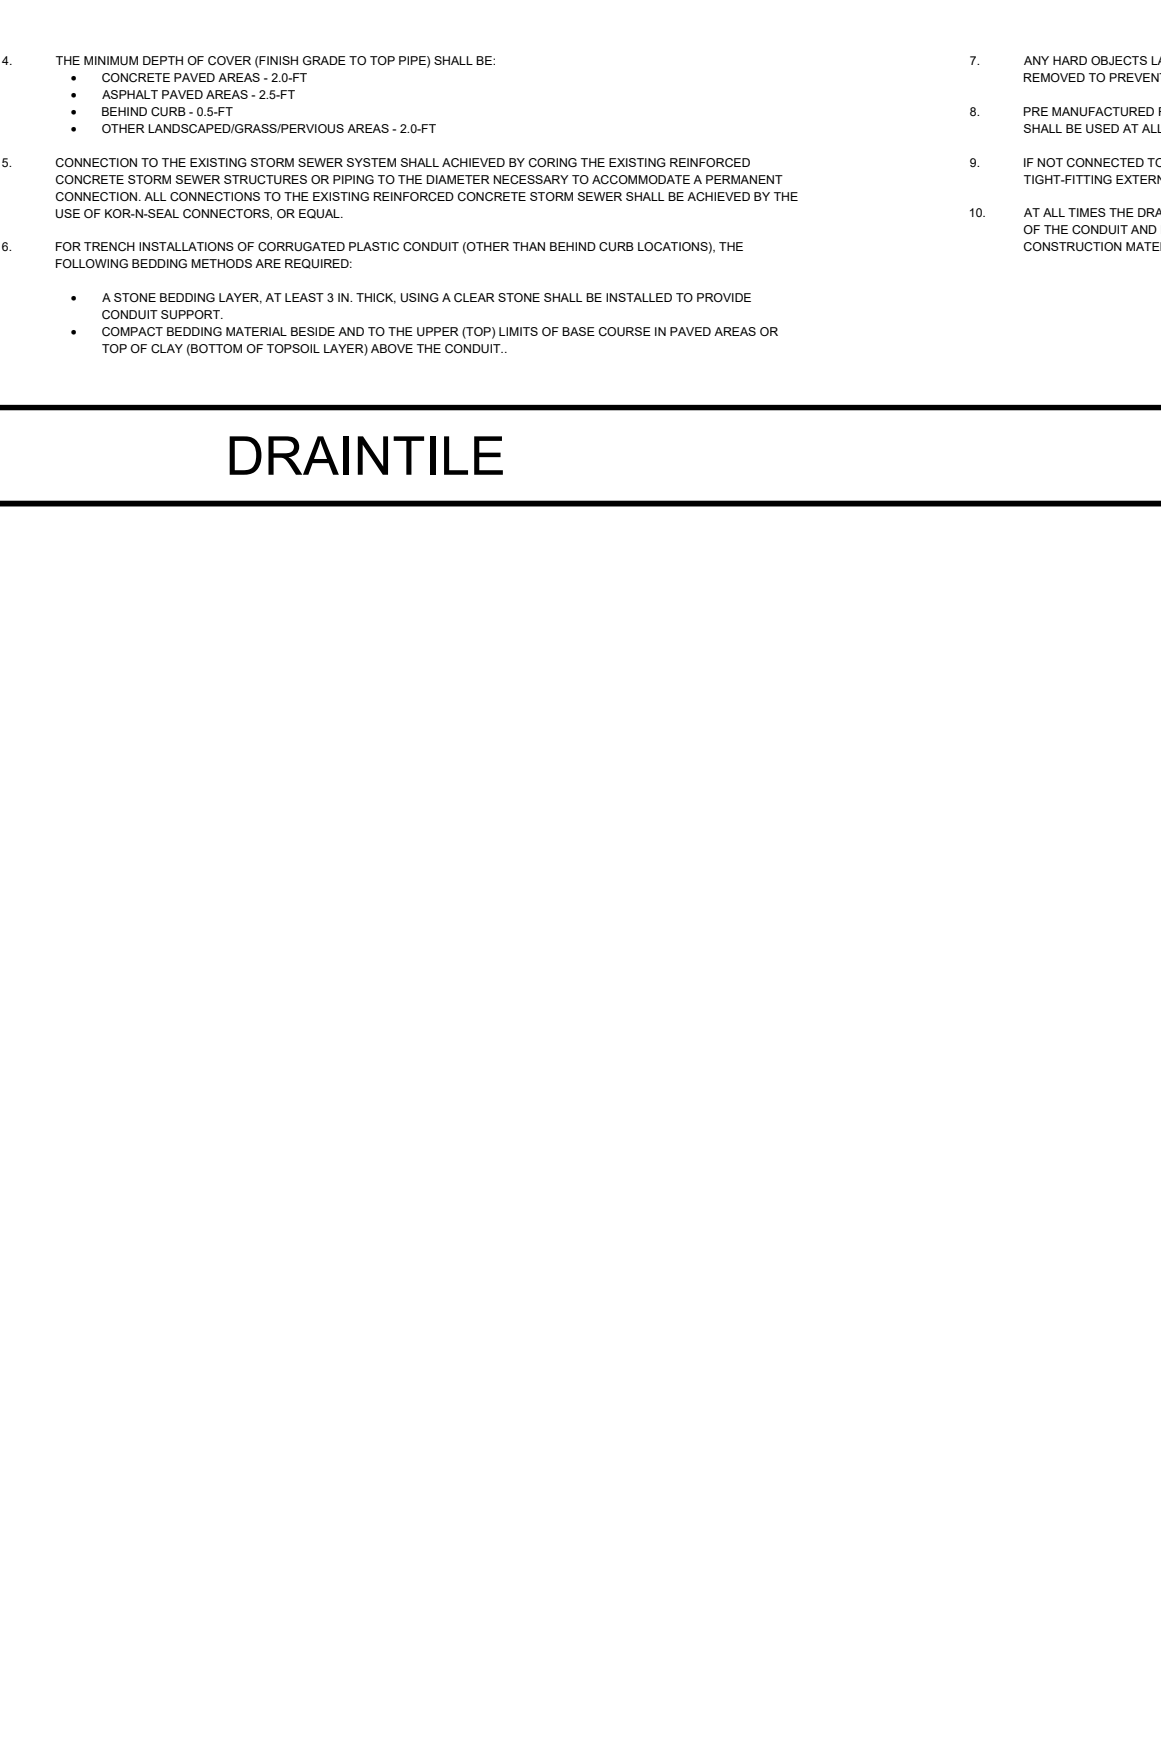 4. THE MINIMUM DEPTH OF COVER (FINISH GRADE TO TOP PIPE) SHALL BE:
• CONCRETE PAVED AREAS - 2.0-FT
• ASPHALT PAVED AREAS - 2.5-FT
• BEHIND CURB - 0.5-FT
• OTHER LANDSCAPED/GRASS/PERVIOUS AREAS - 2.0-FT
5. CONNECTION TO THE EXISTING STORM SEWER SYSTEM SHALL ACHIEVED BY CORING THE EXISTING REINFORCED
CONCRETE STORM SEWER STRUCTURES OR PIPING TO THE DIAMETER NECESSARY TO ACCOMMODATE A PERMANENT
CONNECTION. ALL CONNECTIONS TO THE EXISTING REINFORCED CONCRETE STORM SEWER SHALL BE ACHIEVED BY THE
USE OF KOR-N-SEAL CONNECTORS, OR EQUAL.
6. FOR TRENCH INSTALLATIONS OF CORRUGATED PLASTIC CONDUIT (OTHER THAN BEHIND CURB LOCATIONS), THE
FOLLOWING BEDDING METHODS ARE REQUIRED:
• A STONE BEDDING LAYER, AT LEAST 3 IN. THICK, USING A CLEAR STONE SHALL BE INSTALLED TO PROVIDE
CONDUIT SUPPORT.
• COMPACT BEDDING MATERIAL BESIDE AND TO THE UPPER (TOP) LIMITS OF BASE COURSE IN PAVED AREAS OR
TOP OF CLAY (BOTTOM OF TOPSOIL LAYER) ABOVE THE CONDUIT..
7. ANY HARD OBJECTS
REMOVED TO
8. PRE MANUFACTURED
SHALL BE USED AT
9. IF NOT CONNECTED
TIGHT-FITTING
10. AT ALL TIMES THE
OF THE CONDUIT AND
CONSTRUCTION
DRAINTILE